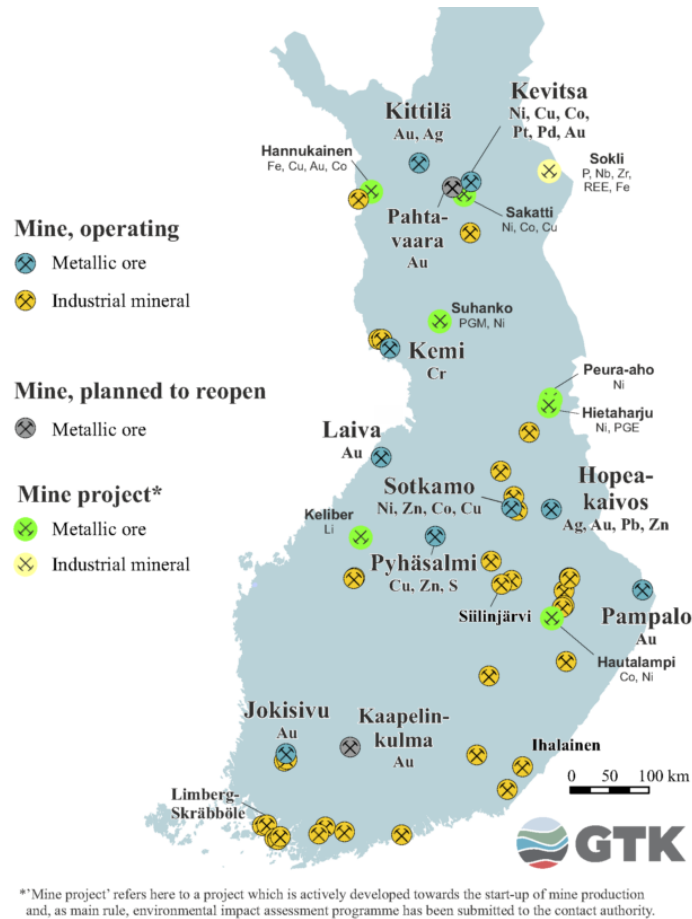 Kevitsa
Ni, Cu, Co,
Pt, Pd, Au
Kittilä
Au, Ag
Hannukainen
Fe, Cu, Au, Co
Sokli
P, Nb, Zr,
REE, Fe
Pahta-
vaara
Au
Sakatti
Ni, Co, Cu
Mine, operating
Metallic ore
Industrial mineral
Suhanko
PGM, Ni
Kemi
Cr
Peura-aho
Ni
Hietaharju
Ni, PGE
Mine, planned to reopen
Metallic ore
Laiva
Au
Sotkamo
Ni, Zn, Co, Cu
Hopea-
kaivos
Ag, Au, Pb, Zn
Mine project*
Metallic ore
Industrial mineral
Keliber
Li
Pyhäsalmi
Cu, Zn, S
Siilinjärvi
Pampalo
Au
Hautalampi
Co, Ni
Jokisivu
Au
Kaapelin-
kulma
Au
Ihalainen
Limberg-
Skräbböle
0 50 100 km
GTK
*'Mine project' refers here to a project which is actively developed towards the start-up of mine production
and, as main rule, environmental impact assessment programme has been submitted to the contact authority.